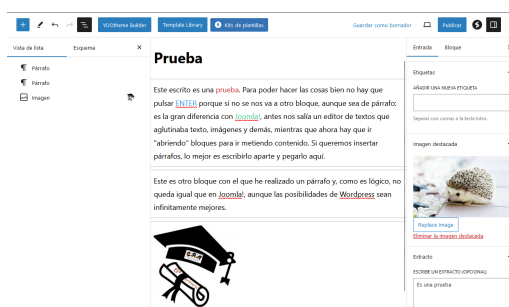 YOOtheme Builder
Template Library
Kits de plantillas
Guardar como borrador
Publicar
Vista de lista
Esquema
Párrafo
Párrafo
Imagen
Prueba
Este escrito es una prueba. Para poder hacer las cosas bien no hay que
pulsar ENTER porque si no se nos va a otro bloque, aunque sea de párrafo:
es la gran diferencia con Joomla!, antes nos salía un editor de textos que
aglutinaba texto, imágenes y demás, mientras que ahora hay que ir
"abriendo" bloques para ir metiendo contenido. Si queremos insertar
párrafos, lo mejor es escribirlo aparte y pegarlo aquí.
Este es otro bloque con el que he realizado un párrafo y, como es lógico, no
queda igual que en Joomla!, aunque las posibilidades de Wordpress sean
infinitamente mejores.
Entrada
Bloque
Etiquetas
AÑADIR UNA NUEVA ETIQUETA
Separar con comas o la tecla Intro.
Imagen destacada
Replace Image
Eliminar la imagen destacada
Extracto
ESCRIBE UN EXTRACTO (OPCIONAL)
Es una prueba